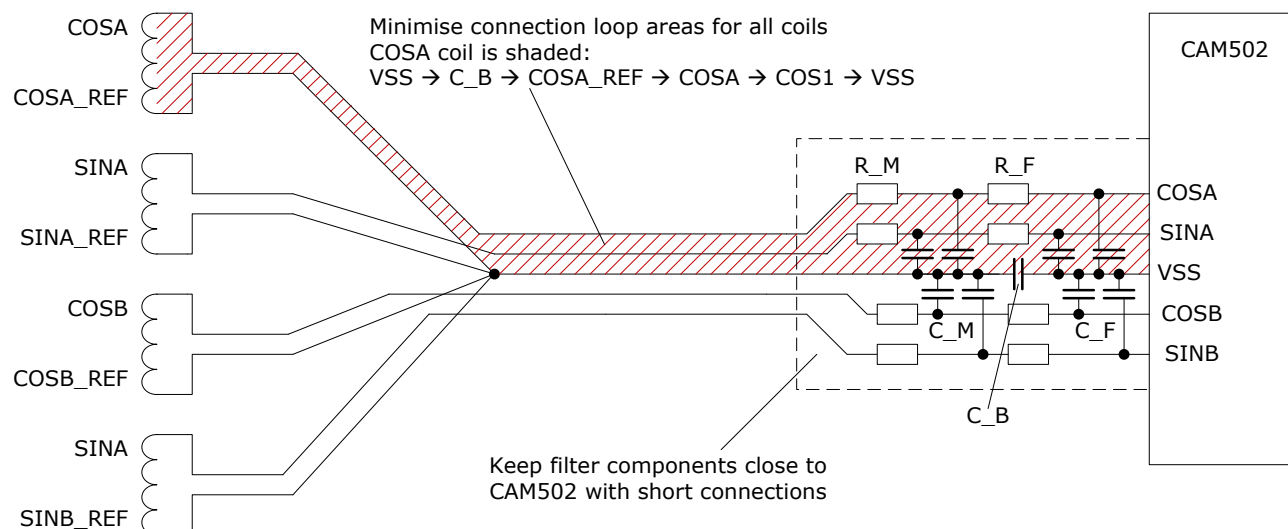 COSA
COSA_REF
SINA
SINA_REF
COSB
COSB_REF
SINA
SINB_REF
Minimise connection loop areas for all coils
COSA coil is shaded:
VSS → C_B → COSA_REF → COSA → COS1 → VSS
CAM502
R_M
R_F
COSA
SINA
VSS
COSB
SINB
C_M
C_F
C_B
Keep filter components close to
CAM502 with short connections